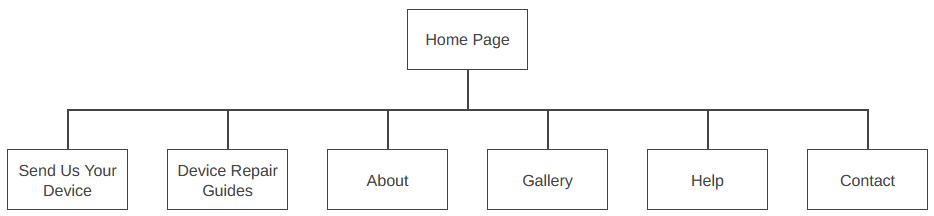 Home Page
Send Us Your
Device
Device Repair
Guides
About
Gallery
Help
Contact